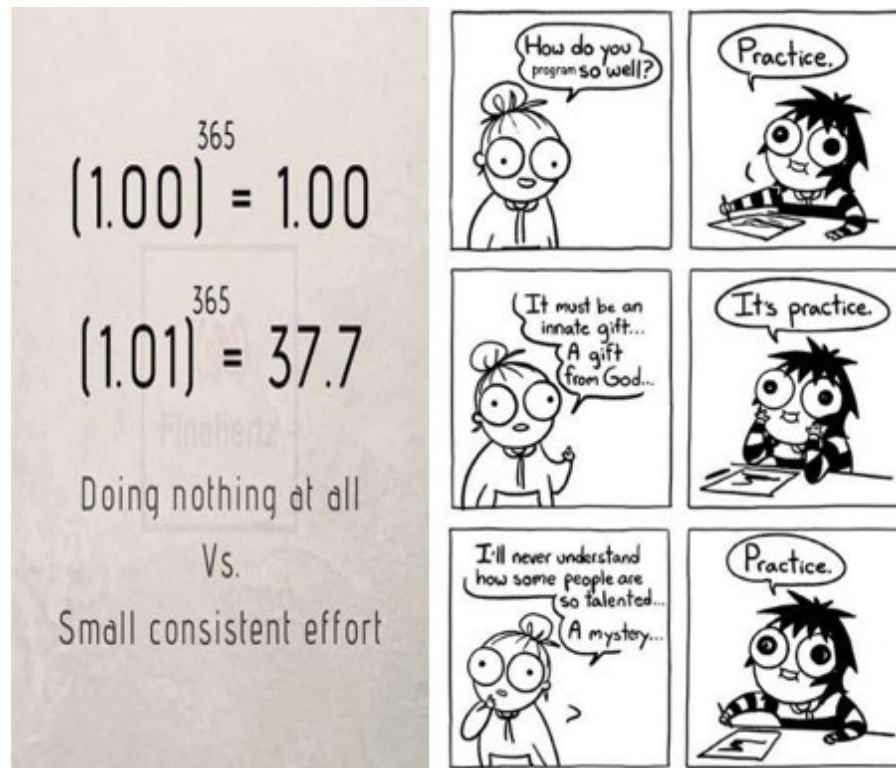 365
(1.00) = 1.00
365
(1.01) = 37.7
Finehertz
Doing nothing at all
Vs.
Small consistent effort
How do you
program so well?
Practice.
It must be an
innate gift...
A gift
from God...
It's practice.
I'll never understand
how some people are
so talented...
A mystery...
Practice.